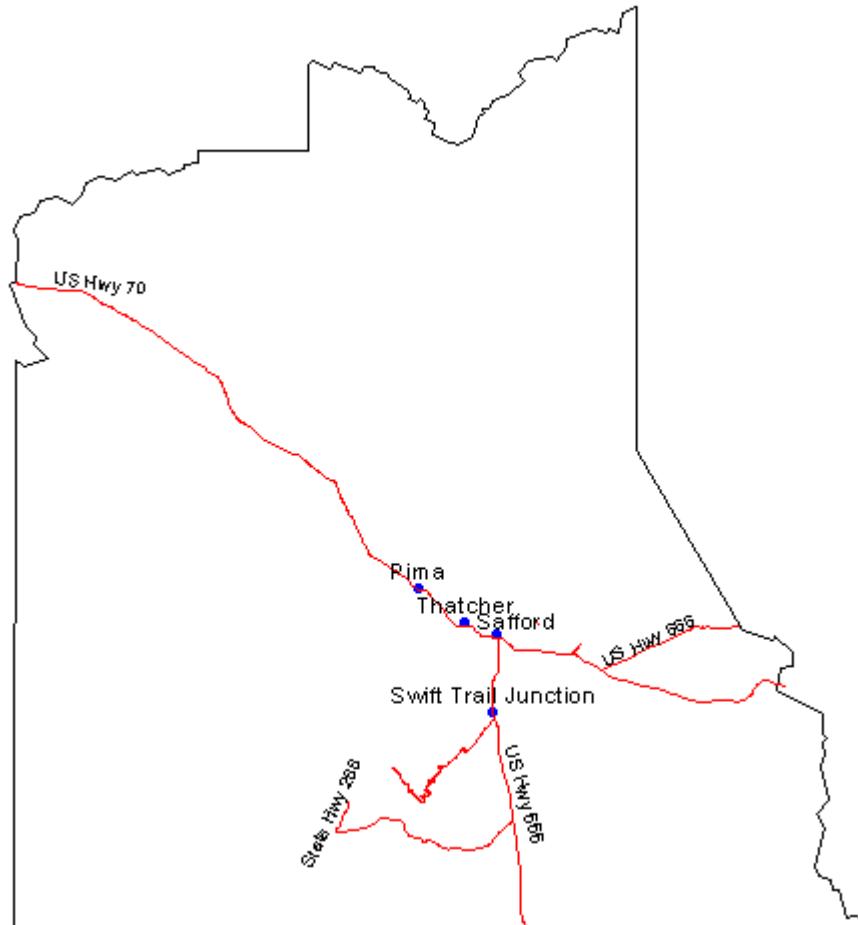 US Hwy 70
Pima
Thatcher
Safford
US Hwy 666
Swift Trail Junction
US Hwy 666
State Hwy 266